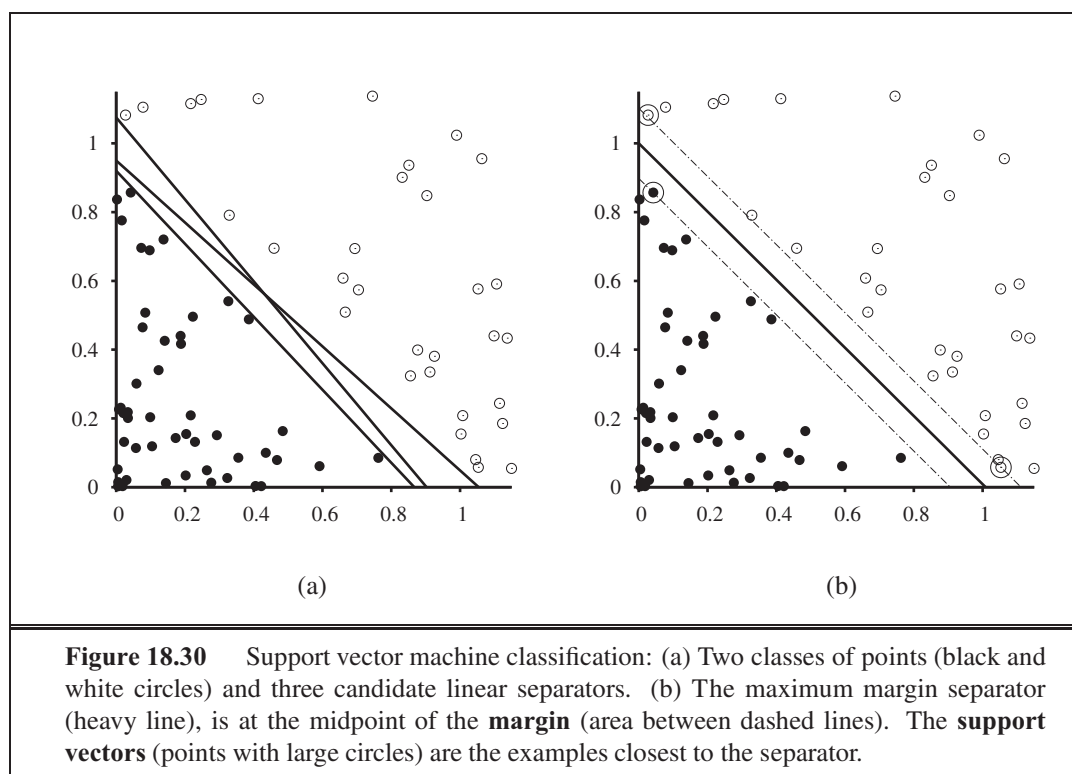 1
0.8
0.6
0.4
0.2
0
0 0.2 0.4 0.6 0.8 1
(a)
1
0.8
0.6
0.4
0.2
0
0 0.2 0.4 0.6 0.8 1
(b)
Figure 18.30 Support vector machine classification: (a) Two classes of points (black and
white circles) and three candidate linear separators. (b) The maximum margin separator
(heavy line), is at the midpoint of the margin (area between dashed lines). The support
vectors (points with large circles) are the examples closest to the separator.